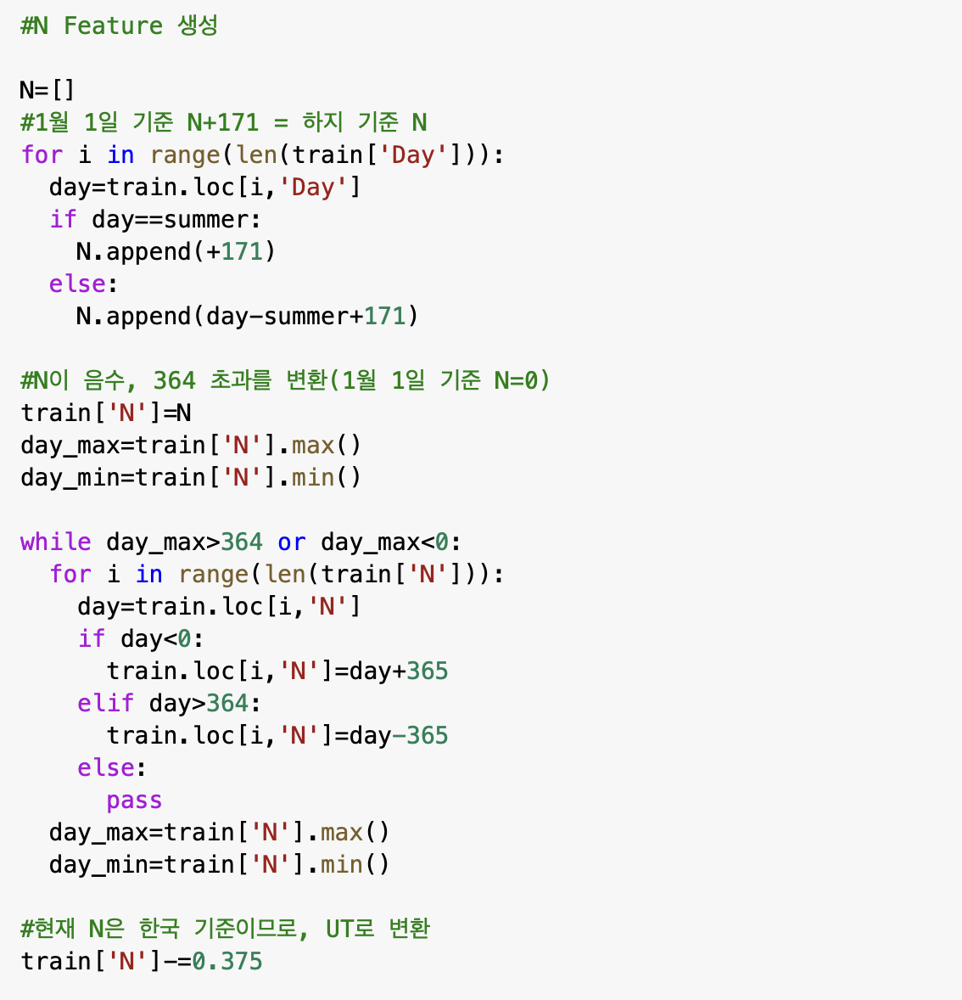 #N Feature 생성
N=[]
#1월 1일 기준 N+171 = 하지 기준 N
for i in range(len(train['Day'])):
  day=train.loc[i,'Day']
  if day==summer:
    N.append(+171)
  else:
    N.append(day-summer+171)
#N이 음수, 364 초과를 변환(1월 1일 기준 N=0)
train['N']=N
day_max=train['N'].max()
day_min=train['N'].min()
while day_max>364 or day_max<0:
  for i in range(len(train['N'])):
    day=train.loc[i,'N']
    if day<0:
      train.loc[i,'N']=day+365
    elif day>364:
      train.loc[i,'N']=day-365
    else:
      pass
  day_max=train['N'].max()
  day_min=train['N'].min()
#현재 N은 한국 기준이므로, UT로 변환
train['N']-=0.375